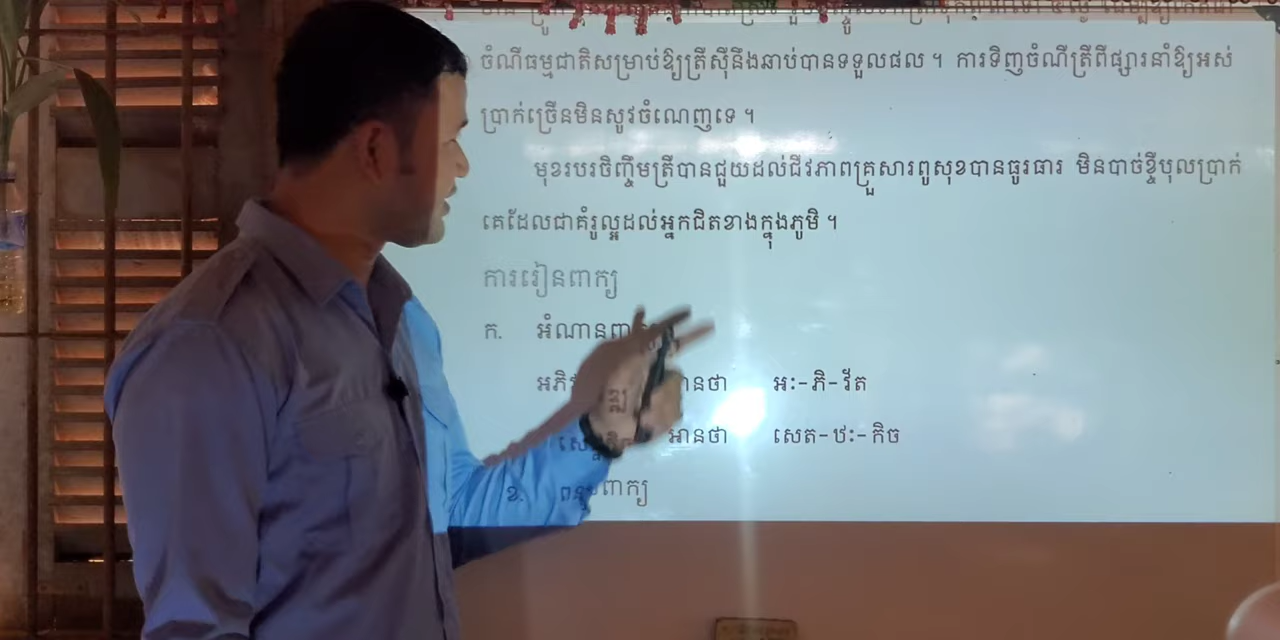 ចំណីធម្មជាតិសម្រាប់ឱ្យត្រីស៊ីនឹងឆាប់បានទទួលផល ។ ការទិញចំណីត្រីពីផ្សារនាំឱ្យអស់
ប្រាក់ច្រើនមិនសូវចំណេញទេ ។
មុខរបរចិញ្ចឹមត្រីបានជួយដល់ជីវភាពគ្រួសារពូសុខបានធូរធារ មិនបាច់ខ្ចីបុលប្រាក់
គេដែលជាគំរូល្អដល់អ្នកជិតខាងក្នុងភូមិ ។
ការរៀនពាក្យ
ក. អំណានពាក្យ
អានថា អៈ-ភិ-វ័ត
អានថា សេត-ឋៈ-កិច
ខ. ពន្យល់ពាក្យ